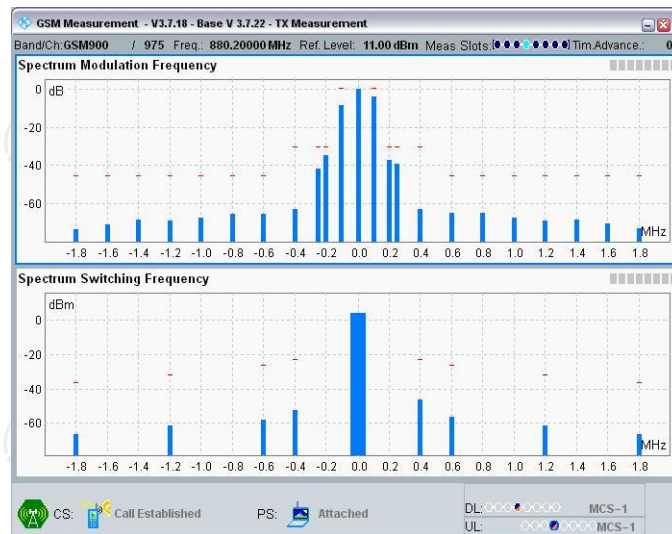 GSM Measurement - V3.7.18 - Base V 3.7.22 - TX Measurement
Band/Ch:GSM900 / 975 Freq.: 880.20000 MHz Ref. Level: 11.00 dBm Meas Slots: Tim.Advance.: 0
Spectrum Modulation Frequency
dB
0
-20
-40
-60
MHz
-1.8 -1.6 -1.4 -1.2 -1.0 -0.8 -0.6 -0.4 -0.2 0.0 0.2 0.4 0.6 0.8 1.0 1.2 1.4 1.6 1.8
Spectrum Switching Frequency
dBm
0
-20
-40
-60
MHz
-1.8 -1.6 -1.4 -1.2 -1.0 -0.8 -0.6 -0.4 -0.2 0.0 0.2 0.4 0.6 0.8 1.0 1.2 1.4 1.6 1.8
CS: Call Established PS: Attached
DL: MCS-1
UL: MCS-1